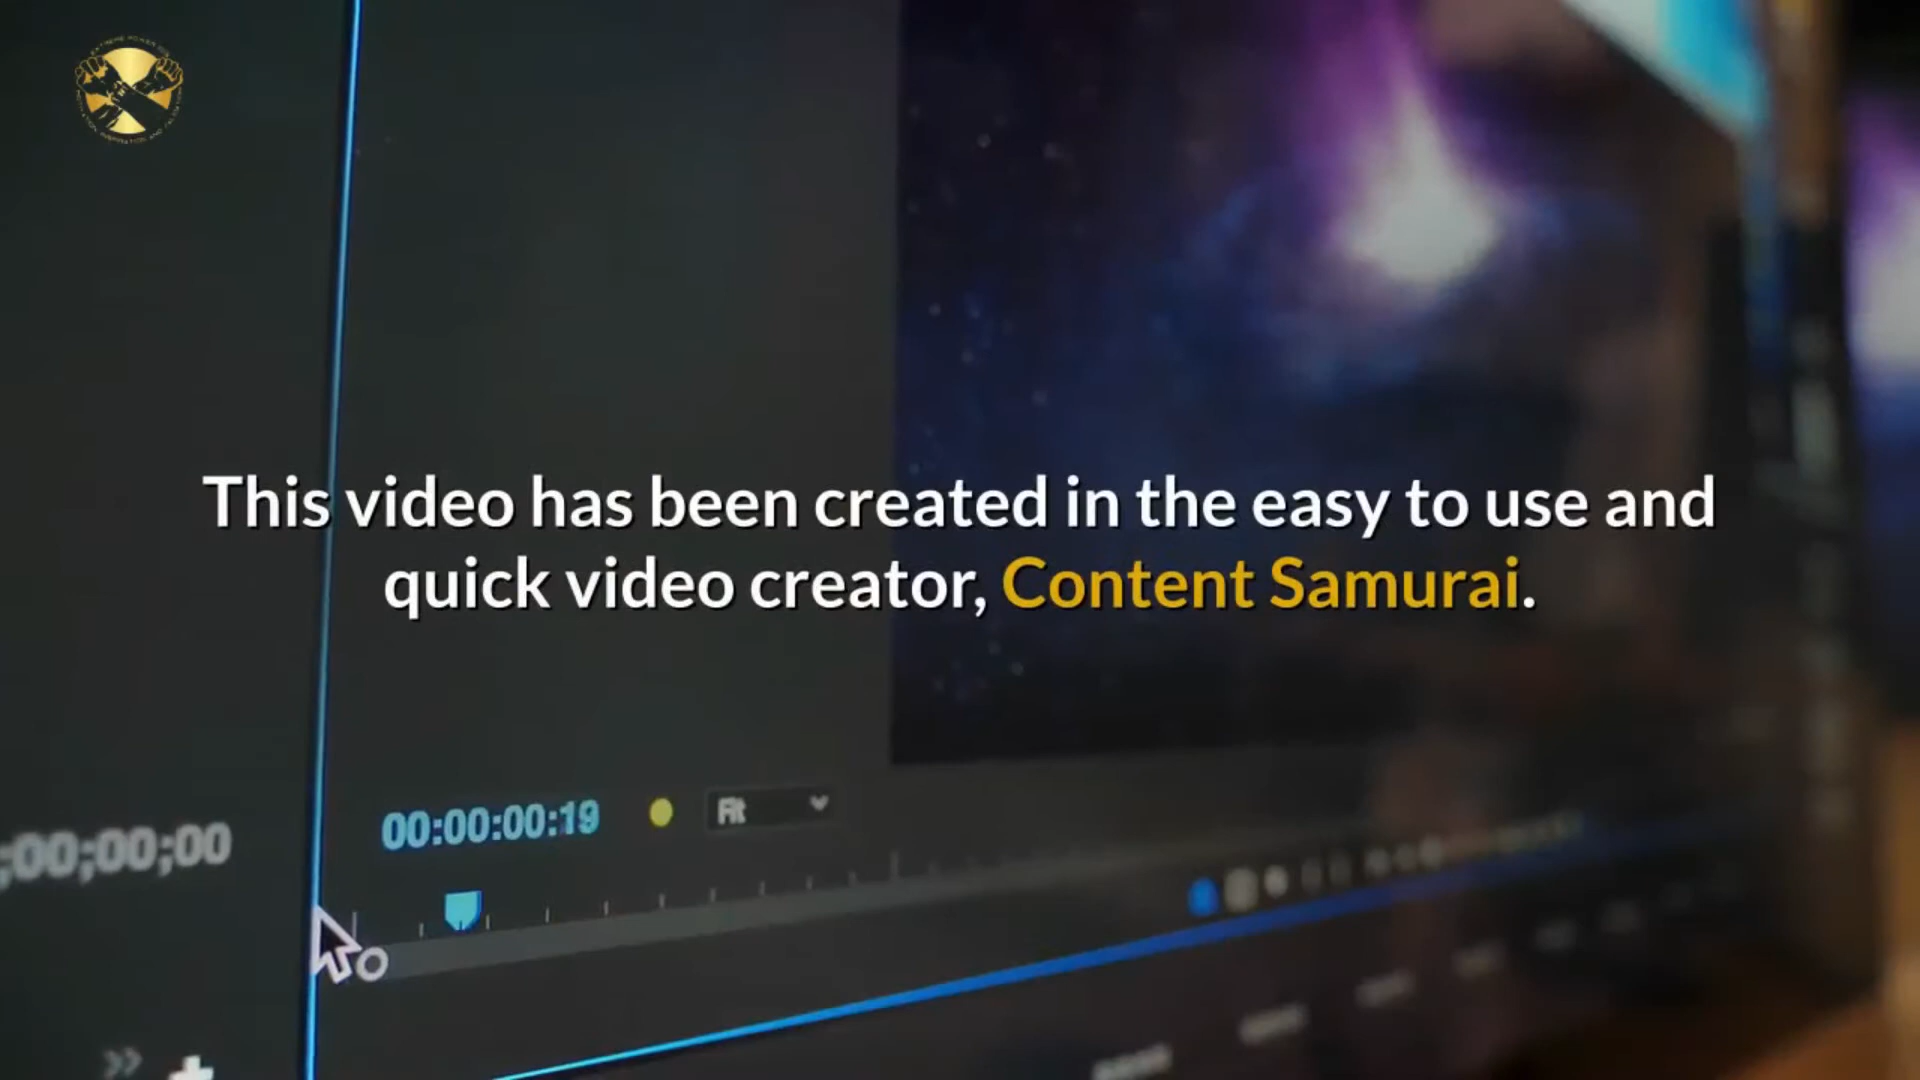 This video has been created in the easy to use and
quick video creator, Content Samurai.
00:00:00:19
Fit
;00;00;00